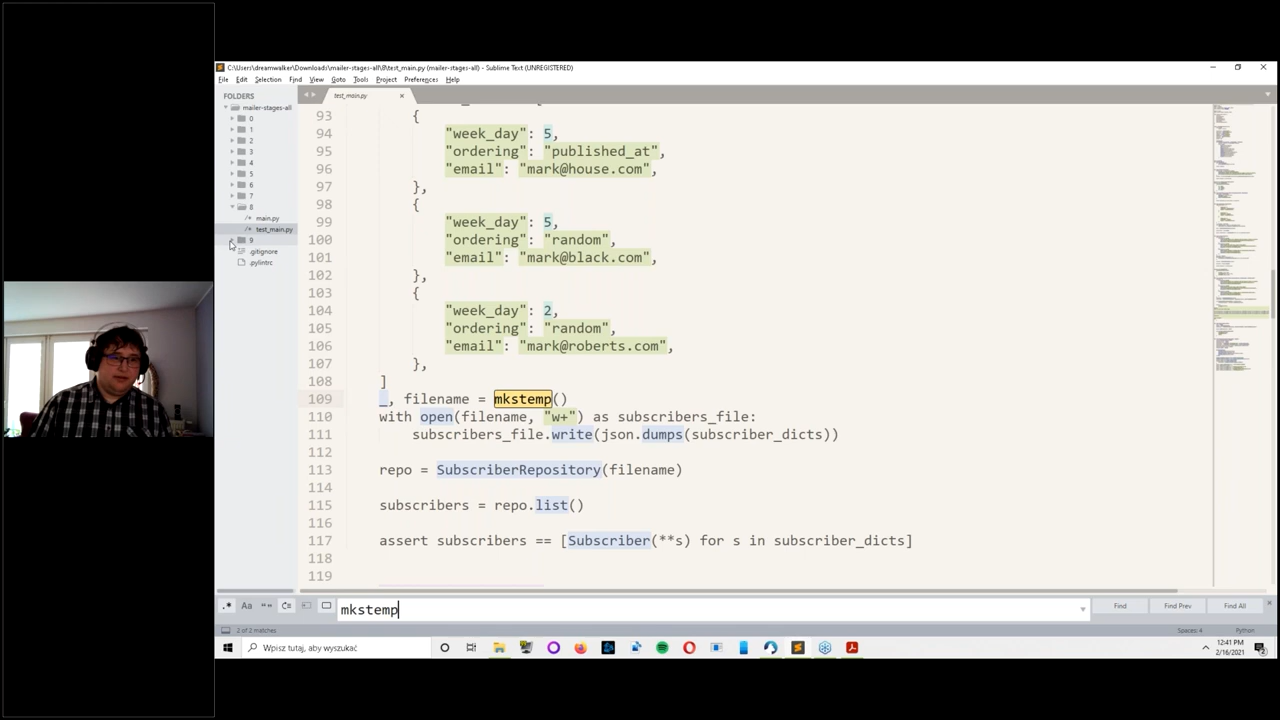 C:\Users\dreamwalker\Downloads\mailer-stages-all\8\test_main.py (mailer-stages-all) - Sublime Text (UNREGISTERED)
File Edit Selection Find View Goto Tools Project Preferences Help
FOLDERS
mailer-stages-all
0
1
2
3
4
5
6
7
8
main.py
test_main.py
9
.gitignore
.pylintrc
test_main.py
93 {
94 "week_day": 5,
95 "ordering": "published_at",
96 "email": "mark@house.com",
97 },
98 {
99 "week_day": 5,
100 "ordering": "random",
101 "email": "mark@black.com",
102 },
103 {
104 "week_day": 2,
105 "ordering": "random",
106 "email": "mark@roberts.com",
107 },
108 ]
109 _, filename = mkstemp()
110 with open(filename, "w+") as subscribers_file:
111 subscribers_file.write(json.dumps(subscriber_dicts))
112
113 repo = SubscriberRepository(filename)
114
115 subscribers = repo.list()
116
117 assert subscribers == [Subscriber(**s) for s in subscriber_dicts]
118
119
.* Aa “” mkstemp Find Find Prev Find All
2 of 2 matches Spaces: 4 Python
Wpisz tutaj, aby wyszukać 12:41 PM
2/16/2021